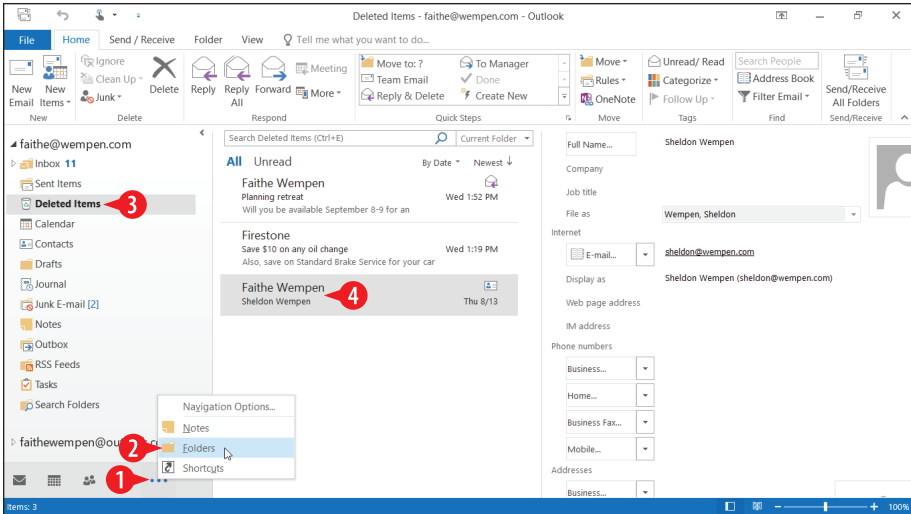 Deleted Items - faithe@wempen.com - Outlook
File Home Send / Receive Folder View Tell me what you want to do...
New Email
New Items
Ignore
Clean Up
Junk
Delete
Reply
Reply All
Forward
Meeting
More
Move to: ?
Team Email
Reply & Delete
To Manager
Done
Create New
Move
Rules
OneNote
Unread/ Read
Categorize
Follow Up
Search People
Address Book
Filter Email
Send/Receive All Folders
New Delete Respond Quick Steps Move Tags Find Send/Receive
faithe@wempen.com
Inbox 11
Sent Items
Deleted Items 3
Calendar
Contacts
Drafts
Journal
Junk E-mail [2]
Notes
Outbox
RSS Feeds
Tasks
Search Folders
faithewempen@ou
Search Deleted Items (Ctrl+E) Current Folder
All Unread By Date Newest
Faithe Wempen
Planning retreat Wed 1:52 PM
Will you be available September 8-9 for an
Firestone
Save $10 on any oil change Wed 1:19 PM
Also, save on Standard Brake Service for your car
Faithe Wempen
Sheldon Wempen 4 Thu 8/13
Navigation Options...
Notes
2 Folders
Shortcuts
1
Full Name... Sheldon Wempen
Company
Job title
File as Wempen, Sheldon
Internet
E-mail... sheldon@wempen.com
Display as Sheldon Wempen (sheldon@wempen.com)
Web page address
IM address
Phone numbers
Business...
Home...
Business Fax...
Mobile...
Addresses
Business...
Items: 3 100%